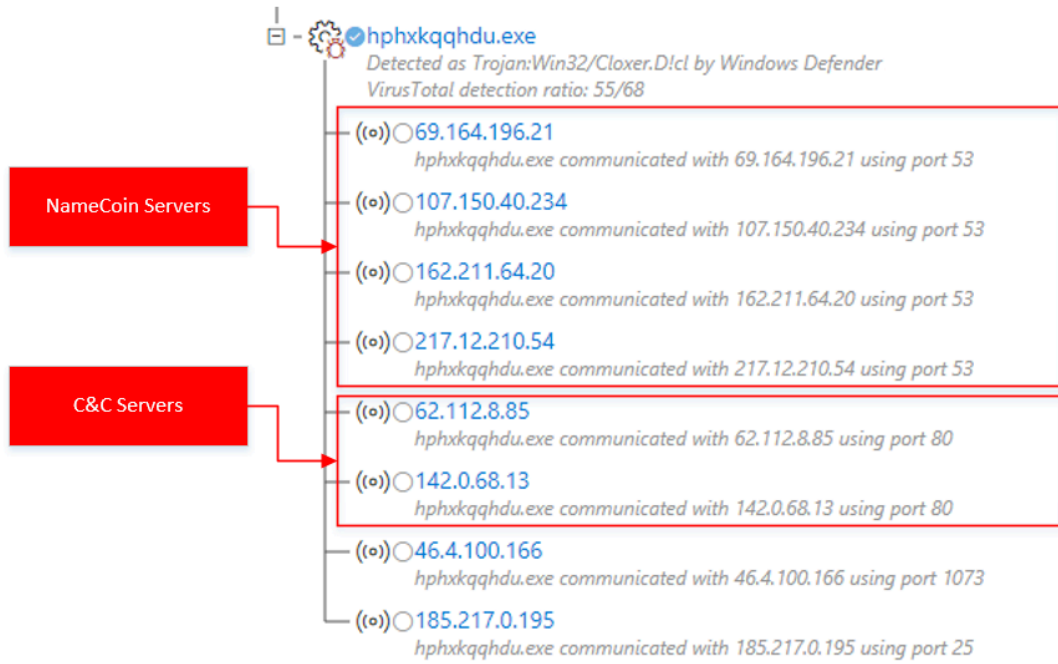 hphxkqqhdu.exe
Detected as Trojan:Win32/Cloxer.D!cl by Windows Defender
VirusTotal detection ratio: 55/68
69.164.196.21
hphxkqqhdu.exe communicated with 69.164.196.21 using port 53
NameCoin Servers
107.150.40.234
hphxkqqhdu.exe communicated with 107.150.40.234 using port 53
162.211.64.20
hphxkqqhdu.exe communicated with 162.211.64.20 using port 53
217.12.210.54
hphxkqqhdu.exe communicated with 217.12.210.54 using port 53
C&C Servers
62.112.8.85
hphxkqqhdu.exe communicated with 62.112.8.85 using port 80
142.0.68.13
hphxkqqhdu.exe communicated with 142.0.68.13 using port 80
46.4.100.166
hphxkqqhdu.exe communicated with 46.4.100.166 using port 1073
185.217.0.195
hphxkqqhdu.exe communicated with 185.217.0.195 using port 25